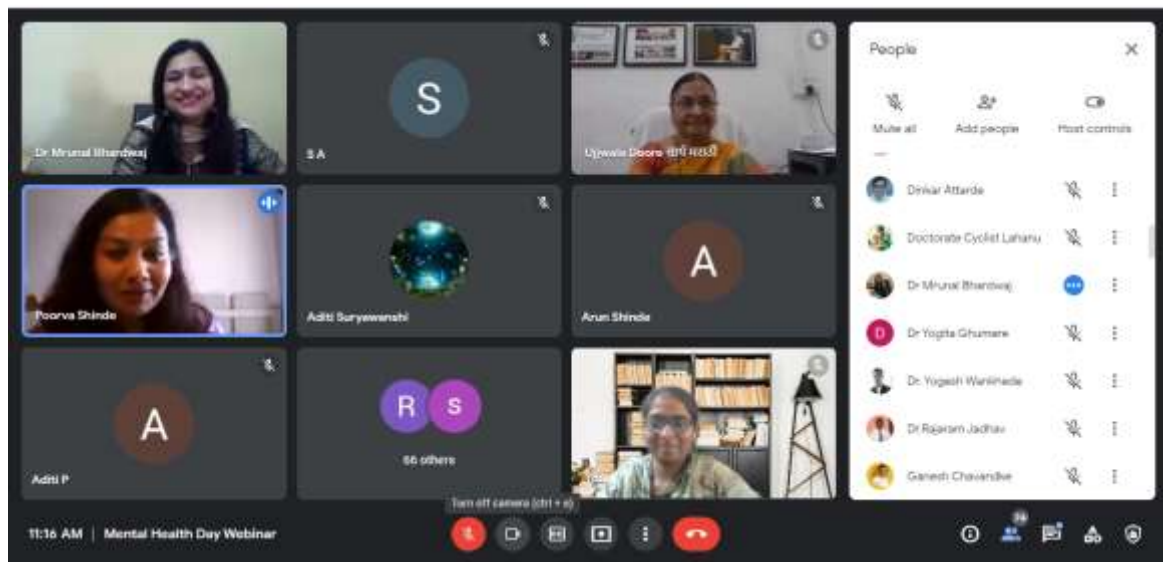 Dr Mrunal Bhardwaj
S
S A
Ujjwala Deore
Poorva Shinde
Aditi Suryawanshi
A
Arun Shinde
A
Aditi P
R
S
66 others
Turn off camera (ctrl + e)
11:16 AM | Mental Health Day Webinar
People
Mute all
Add people
Host controls
Dinkar Attarde
Doctorate Cyclist Lahanu
Dr Mrunal Bhardwaj
D
Dr Yogita Ghumare
Dr. Yogesh Wankhede
Dr Rajaram Jadhav
Ganesh Chavandke
74